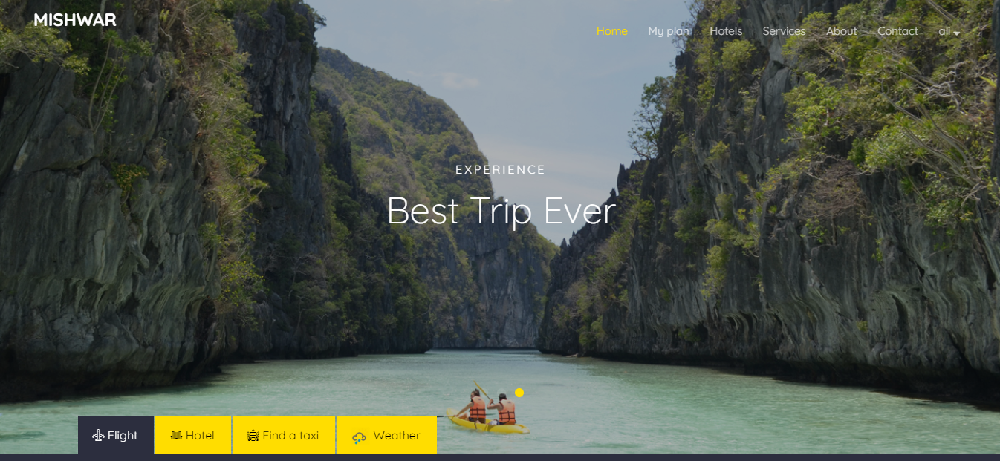 MISHWAR
Home My plan Hotels Services About Contact ali
EXPERIENCE
Best Trip Ever
Flight Hotel Find a taxi Weather